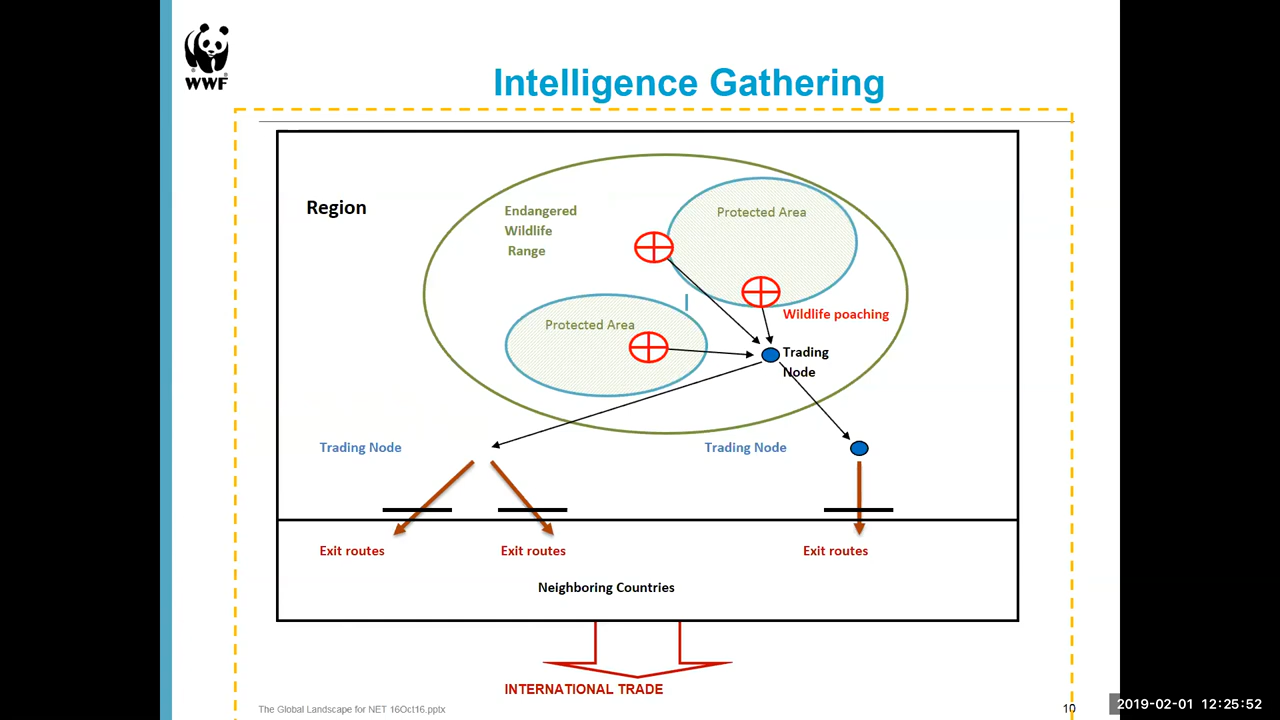 WWF
Intelligence Gathering
Region
Endangered
Wildlife
Range
Protected Area
Protected Area
Wildlife poaching
Trading
Node
Trading Node
Trading Node
Exit routes
Exit routes
Exit routes
Neighboring Countries
INTERNATIONAL TRADE
The Global Landscape for NET 16Oct16.pptx
10
2019-02-01 12:25:52